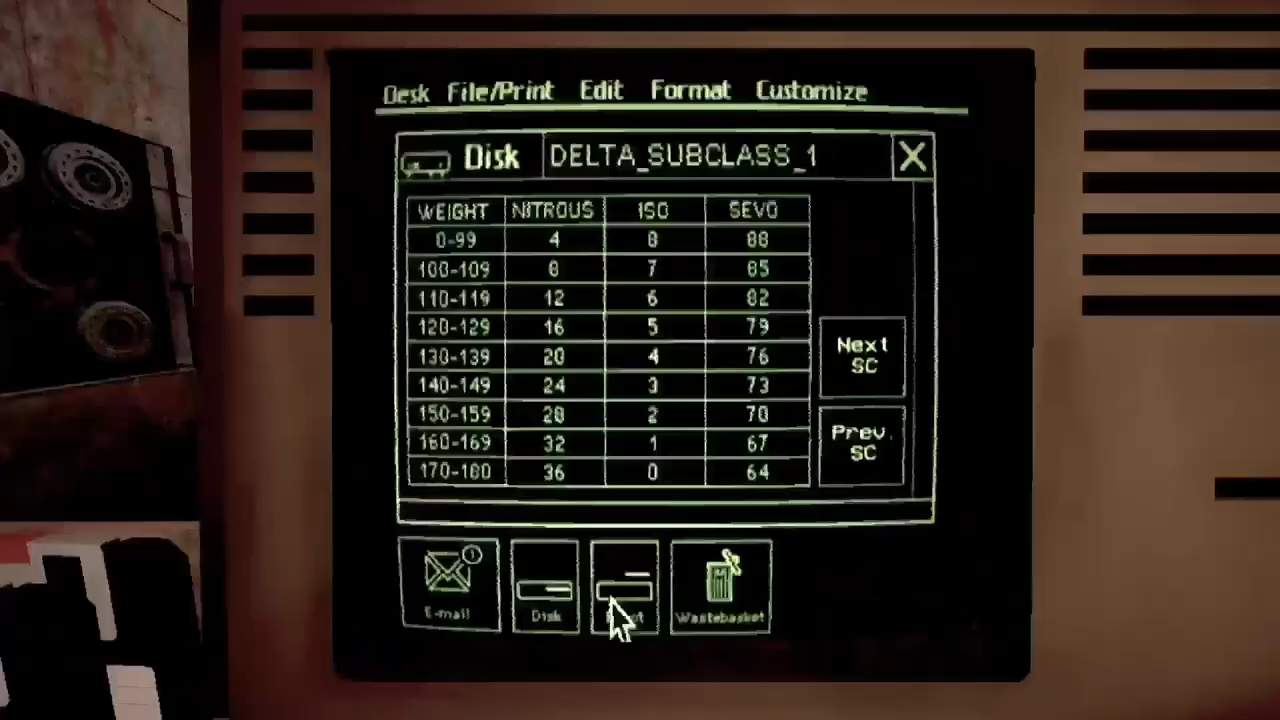 Desk File/Print Edit Format Customize
Disk DELTA_SUBCLASS_1 X
WEIGHT NITROUS ISO SEVO
0-99 4 8 88
100-109 8 7 85
110-119 12 6 82
120-129 16 5 79
130-139 20 4 76
140-149 24 3 73
150-159 28 2 70
160-169 32 1 67
170-180 36 0 64
Next
SC
Prev.
SC
1
E-mail Disk Wastebasket